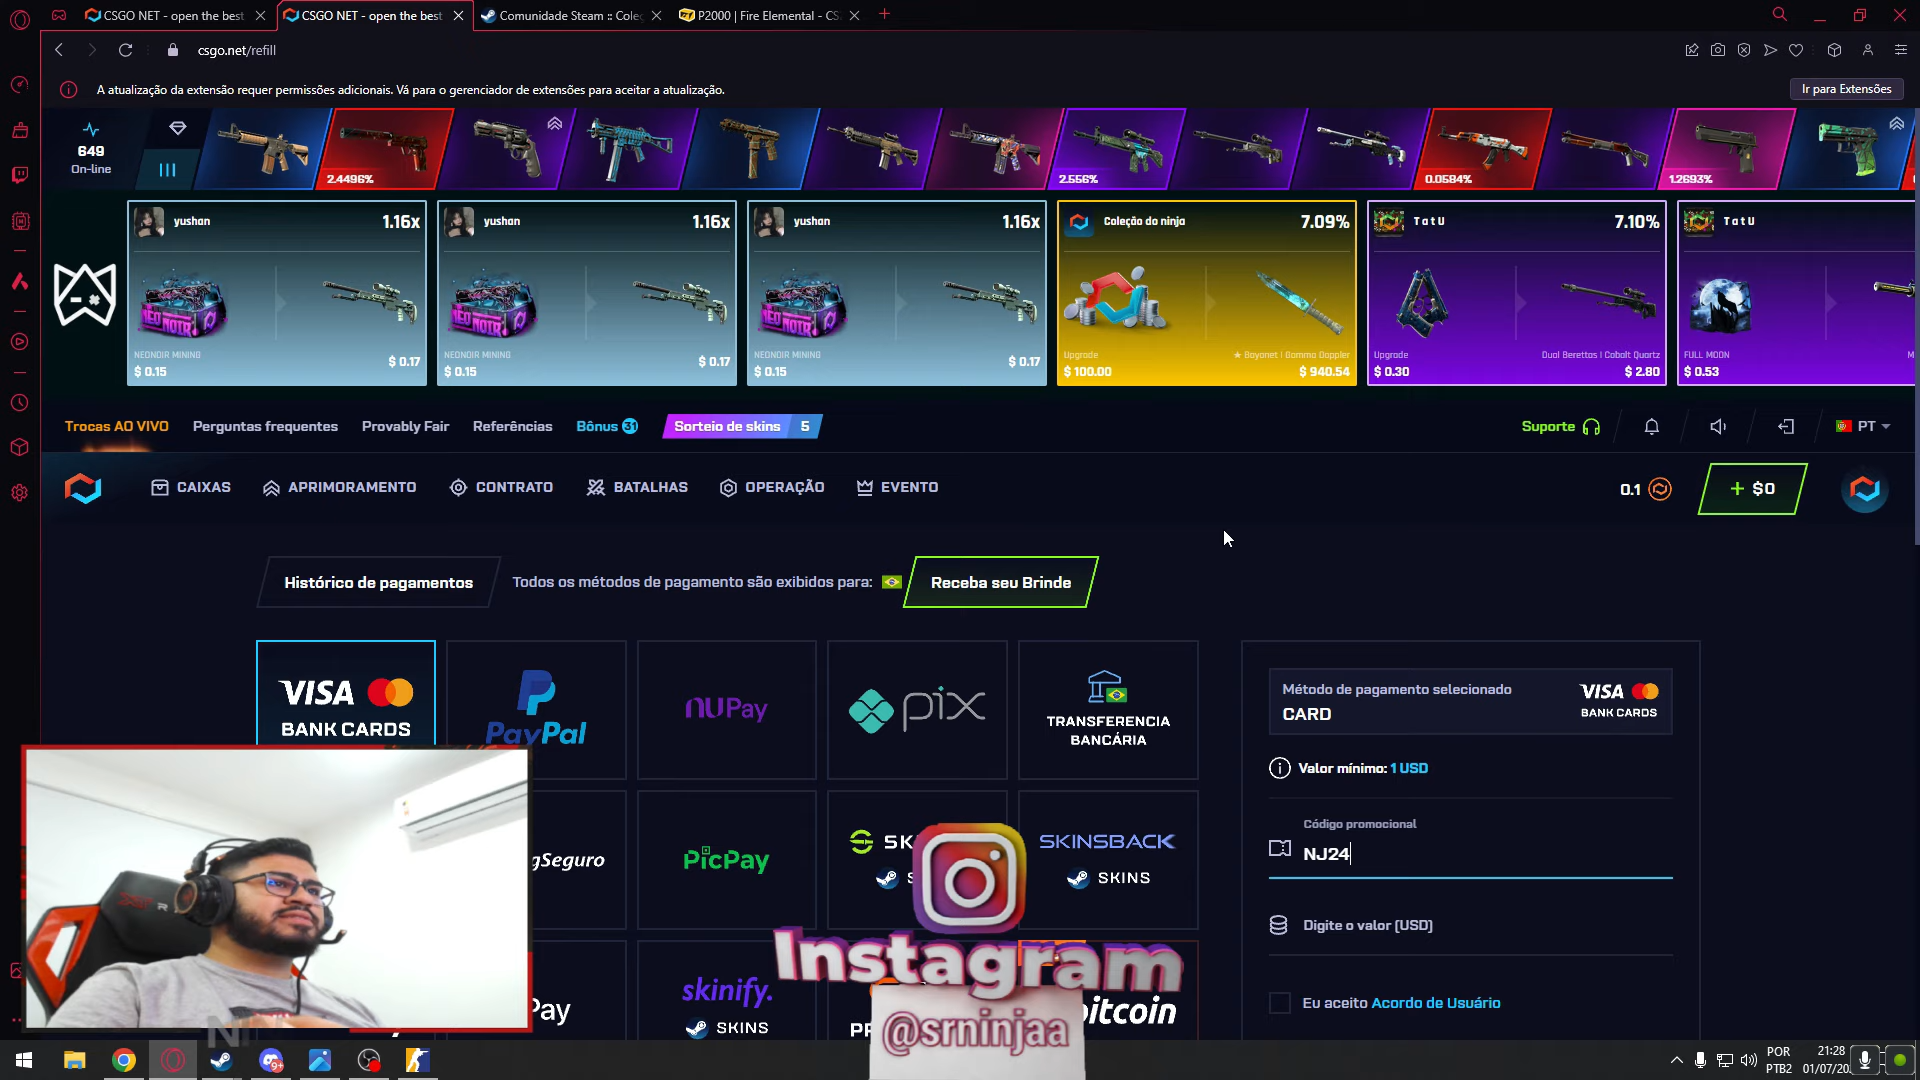 CSGO NET - open the best
CSGO NET - open the best
Comunidade Steam :: Cole
P2000 | Fire Elemental - CS
csgo.net/refill
A atualização da extensão requer permissões adicionais. Vá para o gerenciador de extensões para aceitar a atualização.
Ir para Extensões
649
On-line
2.4496%
2.556%
0.0584%
1.2693%
yushan
1.16x
NEONOIR MINING
$ 0.15
$ 0.17
yushan
1.16x
NEONOIR MINING
$ 0.15
$ 0.17
yushan
1.16x
NEONOIR MINING
$ 0.15
$ 0.17
Coleção do ninja
7.09%
Upgrade
★ Bayonet | Gamma Doppler
$ 100.00
$ 940.54
TatU
7.10%
Upgrade
Dual Berettas | Cobalt Quartz
$ 0.30
$ 2.80
TatU
FULL MOON
$ 0.53
Trocas AO VIVO
Perguntas frequentes
Provably Fair
Referências
Bônus 31
Sorteio de skins 5
Suporte
PT
CAIXAS
APRIMORAMENTO
CONTRATO
BATALHAS
OPERAÇÃO
EVENTO
0.1
+ $0
Histórico de pagamentos
Todos os métodos de pagamento são exibidos para:
Receba seu Brinde
VISA
BANK CARDS
PayPal
nuPay
pix
TRANSFERENCIA
BANCÁRIA
gSeguro
PicPay
SK
S
SKINSBACK
SKINS
Pay
skinify.
SKINS
bitcoin
Instagram
@srninjaa
Método de pagamento selecionado
CARD
VISA
BANK CARDS
Valor mínimo: 1 USD
Código promocional
NJ24
Digite o valor (USD)
Eu aceito Acordo de Usuário
9+
POR
PTB2
21:28
01/07/20